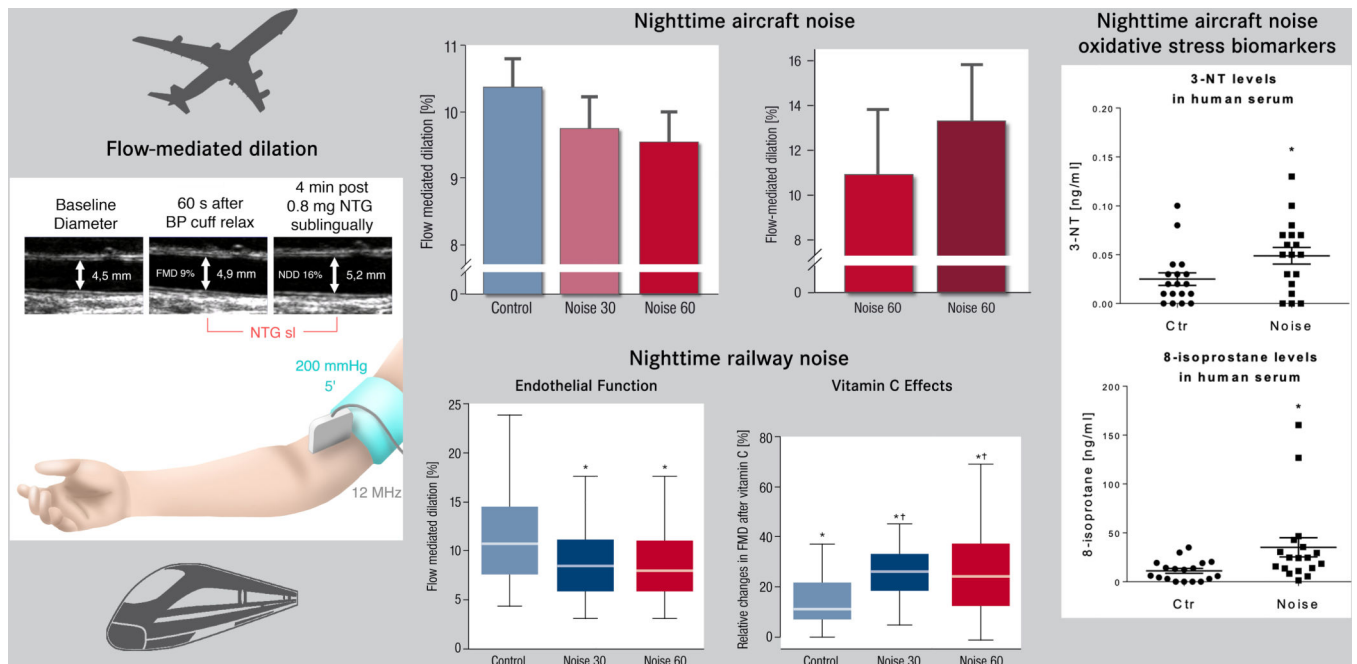 Flow-mediated dilation
Baseline
Diameter
60 s after
BP cuff relax
4 min post
0.8 mg NTG
sublingually
4,5 mm
FMD 9%
4,9 mm
NDD 16%
5,2 mm
NTG sl
200 mmHg
5'
12 MHz
Nighttime aircraft noise
Flow mediated dilation [%]
11
10
9
8
0
Control
Noise 30
Noise 60
Flow-mediated dilation [%]
16
14
12
10
8
0
Noise 60
Noise 60
Nighttime railway noise
Endothelial Function
Flow mediated dilation [%]
25
20
15
10
5
0
*
*
Control
Noise 30
Noise 60
Vitamin C Effects
Relative changes in FMD after vitamin C [%]
80
60
40
20
0
*
*†
*†
Control
Noise 30
Noise 60
Nighttime aircraft noise
oxidative stress biomarkers
3-NT levels
in human serum
3-NT [ng/ml]
0.20
0.15
0.10
0.05
0.00
*
Ctr
Noise
8-isoprostane levels
in human serum
8-isoprotane [ng/ml]
200
150
100
50
0
*
Ctr
Noise